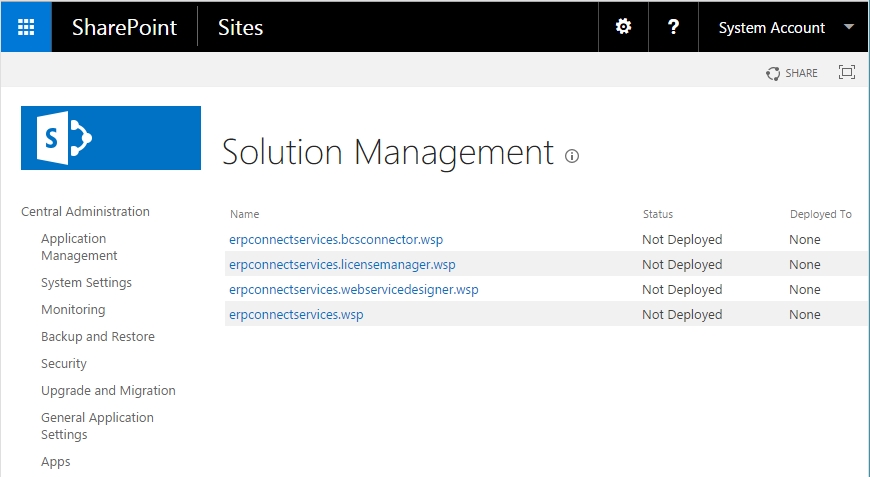 SharePoint Sites ? System Account
SHARE
S
Solution Management
Central Administration
Application
Management
System Settings
Monitoring
Backup and Restore
Security
Upgrade and Migration
General Application
Settings
Apps
Name Status Deployed To
erpconnectservices.bcsconnector.wsp Not Deployed None
erpconnectservices.licensemanager.wsp Not Deployed None
erpconnectservices.webservicedesigner.wsp Not Deployed None
erpconnectservices.wsp Not Deployed None